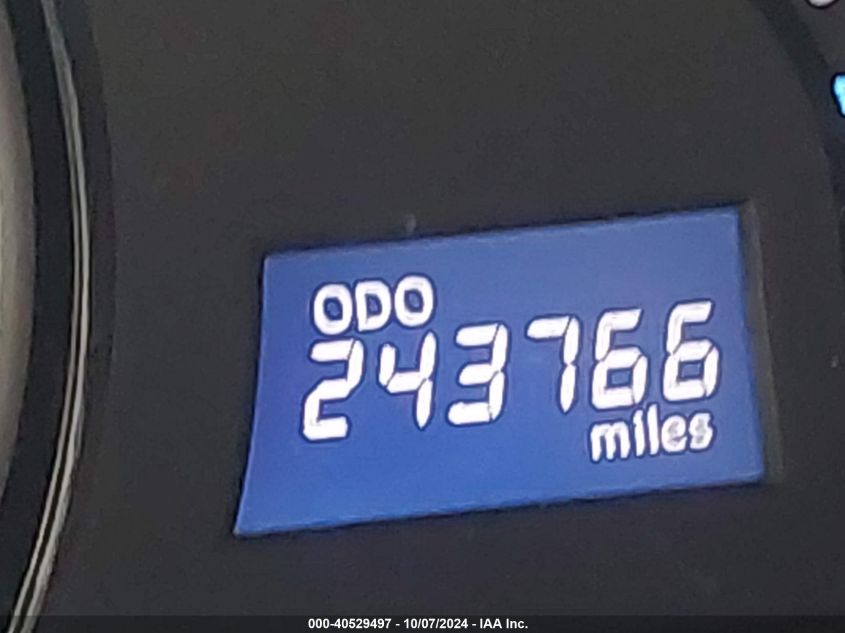 ODO
243766
miles
000-40529497 - 10/07/2024 - IAA Inc.